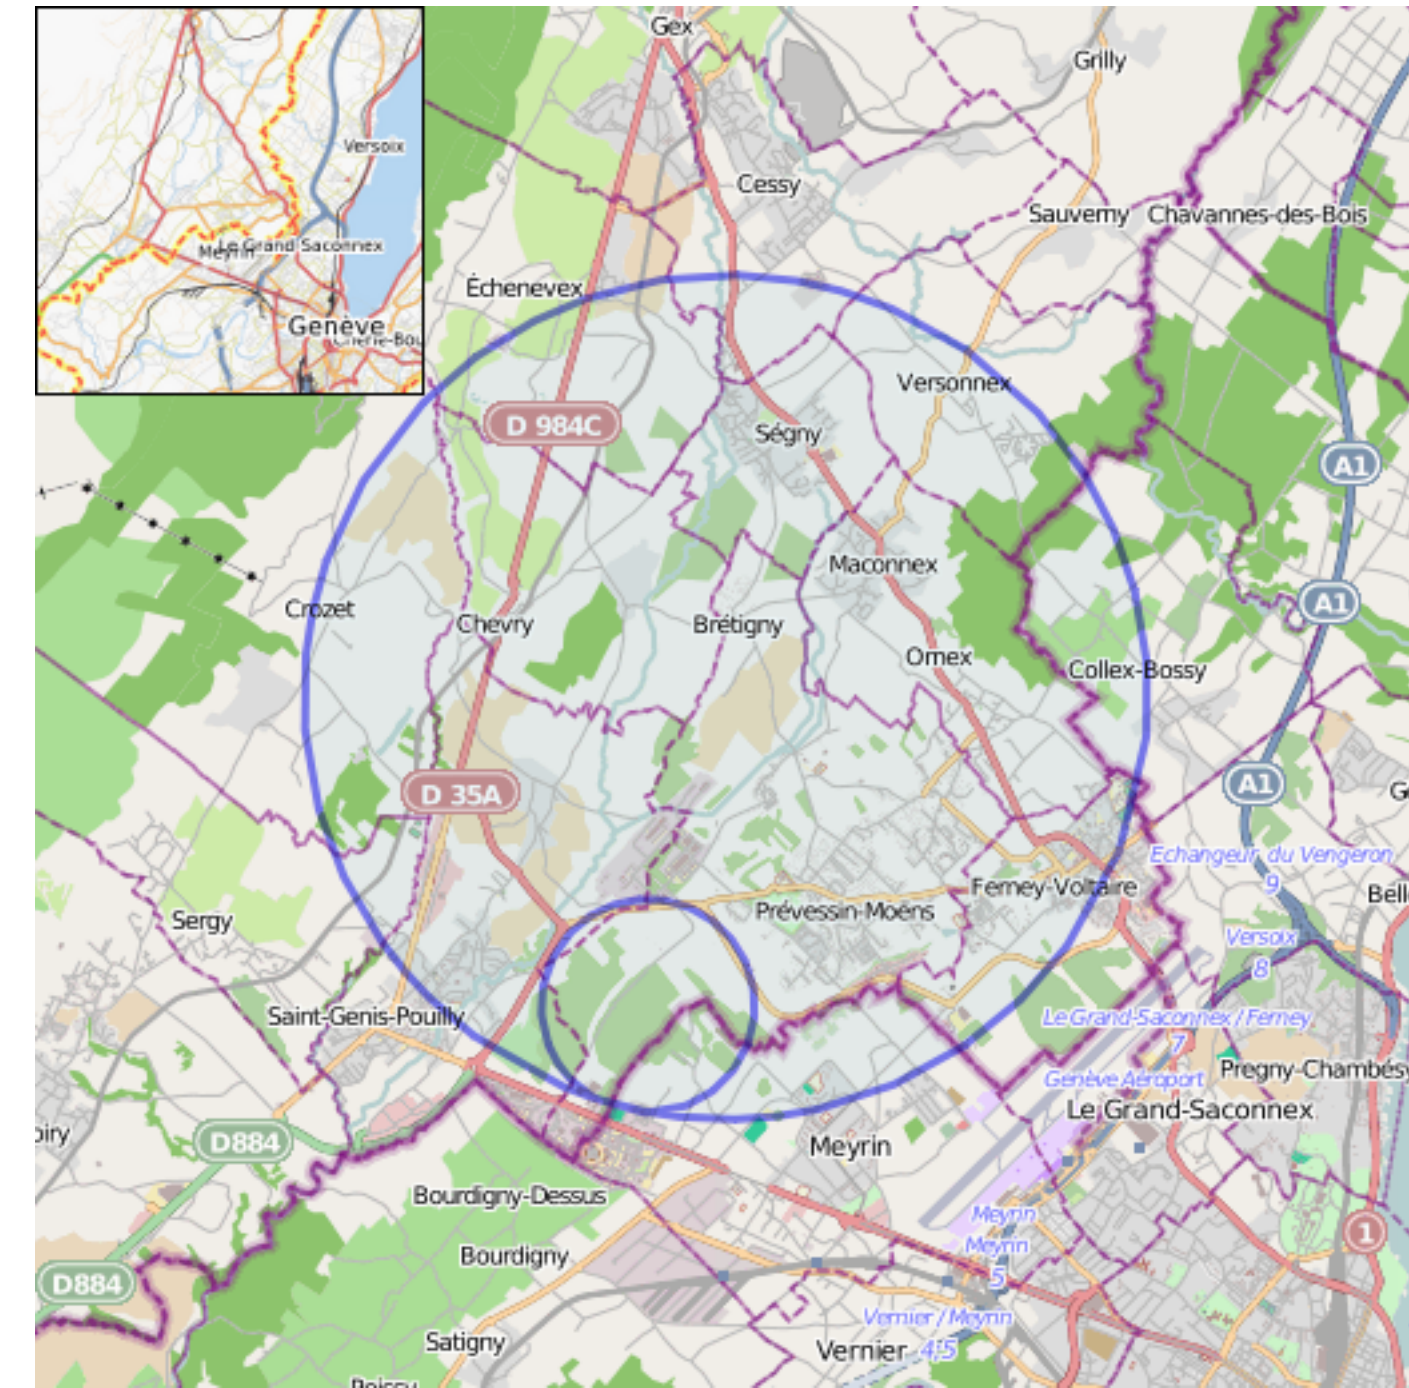 Gex
Grilly
Versoix
Cessy
Sauverny
Chavannes-des-Bois
Meyrin
Le Grand Saconnex
Échenevex
Genève
Versonnex
D 984C
Ségny
A1
Maconnex
Crozet
A1
Chevry
Brétigny
Ornex
Collex-Bossy
D 35A
A1
Echangeur du Vengeron
9
Ferney-Voltaire
Prévessin-Moëns
Sergy
Versoix
8
Saint-Genis-Pouilly
Le Grand-Saconnex / Ferney
7
Pregny-Chambésy
Genève Aéroport
Le Grand-Saconnex
D884
Meyrin
Bourdigny-Dessus
Meyrin
1
Meyrin
5
Bourdigny
D884
Vernier / Meyrin
Satigny
Vernier
4;5